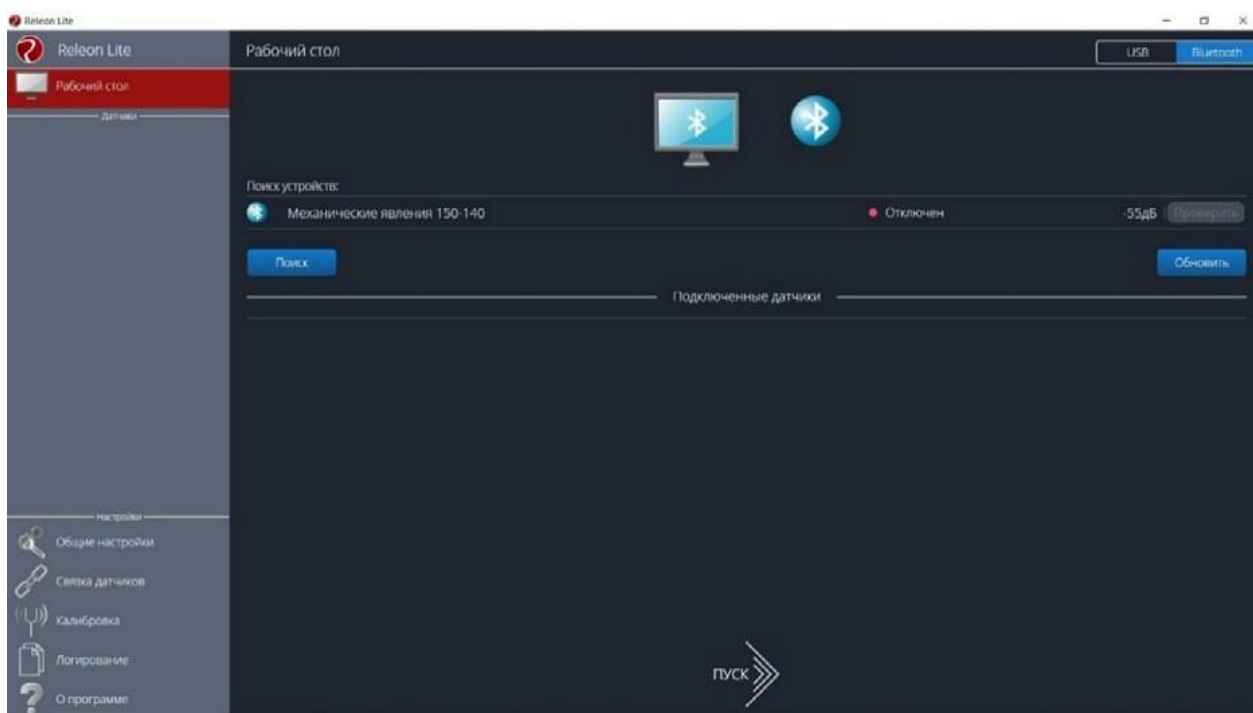 Releon Lite
Releon Lite
Рабочий стол
USB
Bluetooth
Рабочий стол
Датчики
Поиск устройств:
Механические явления 150-140
Отключен
-55дБ
Проверить
Поиск
Обновить
Подключенные датчики
Настройки
Общие настройки
Связка датчиков
Калибровка
Логирование
О программе
ПУСК